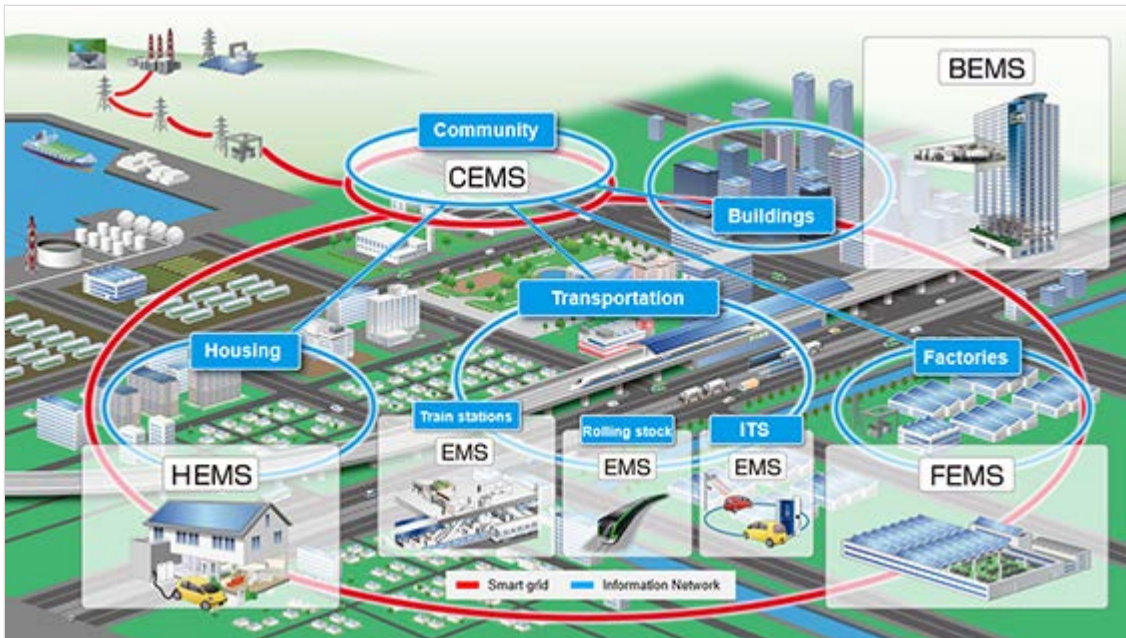 BEMS
Community
CEMS
Buildings
Transportation
Housing
Factories
Train stations
EMS
Rolling stock
EMS
ITS
EMS
HEMS
FEMS
Smart grid
Information Network